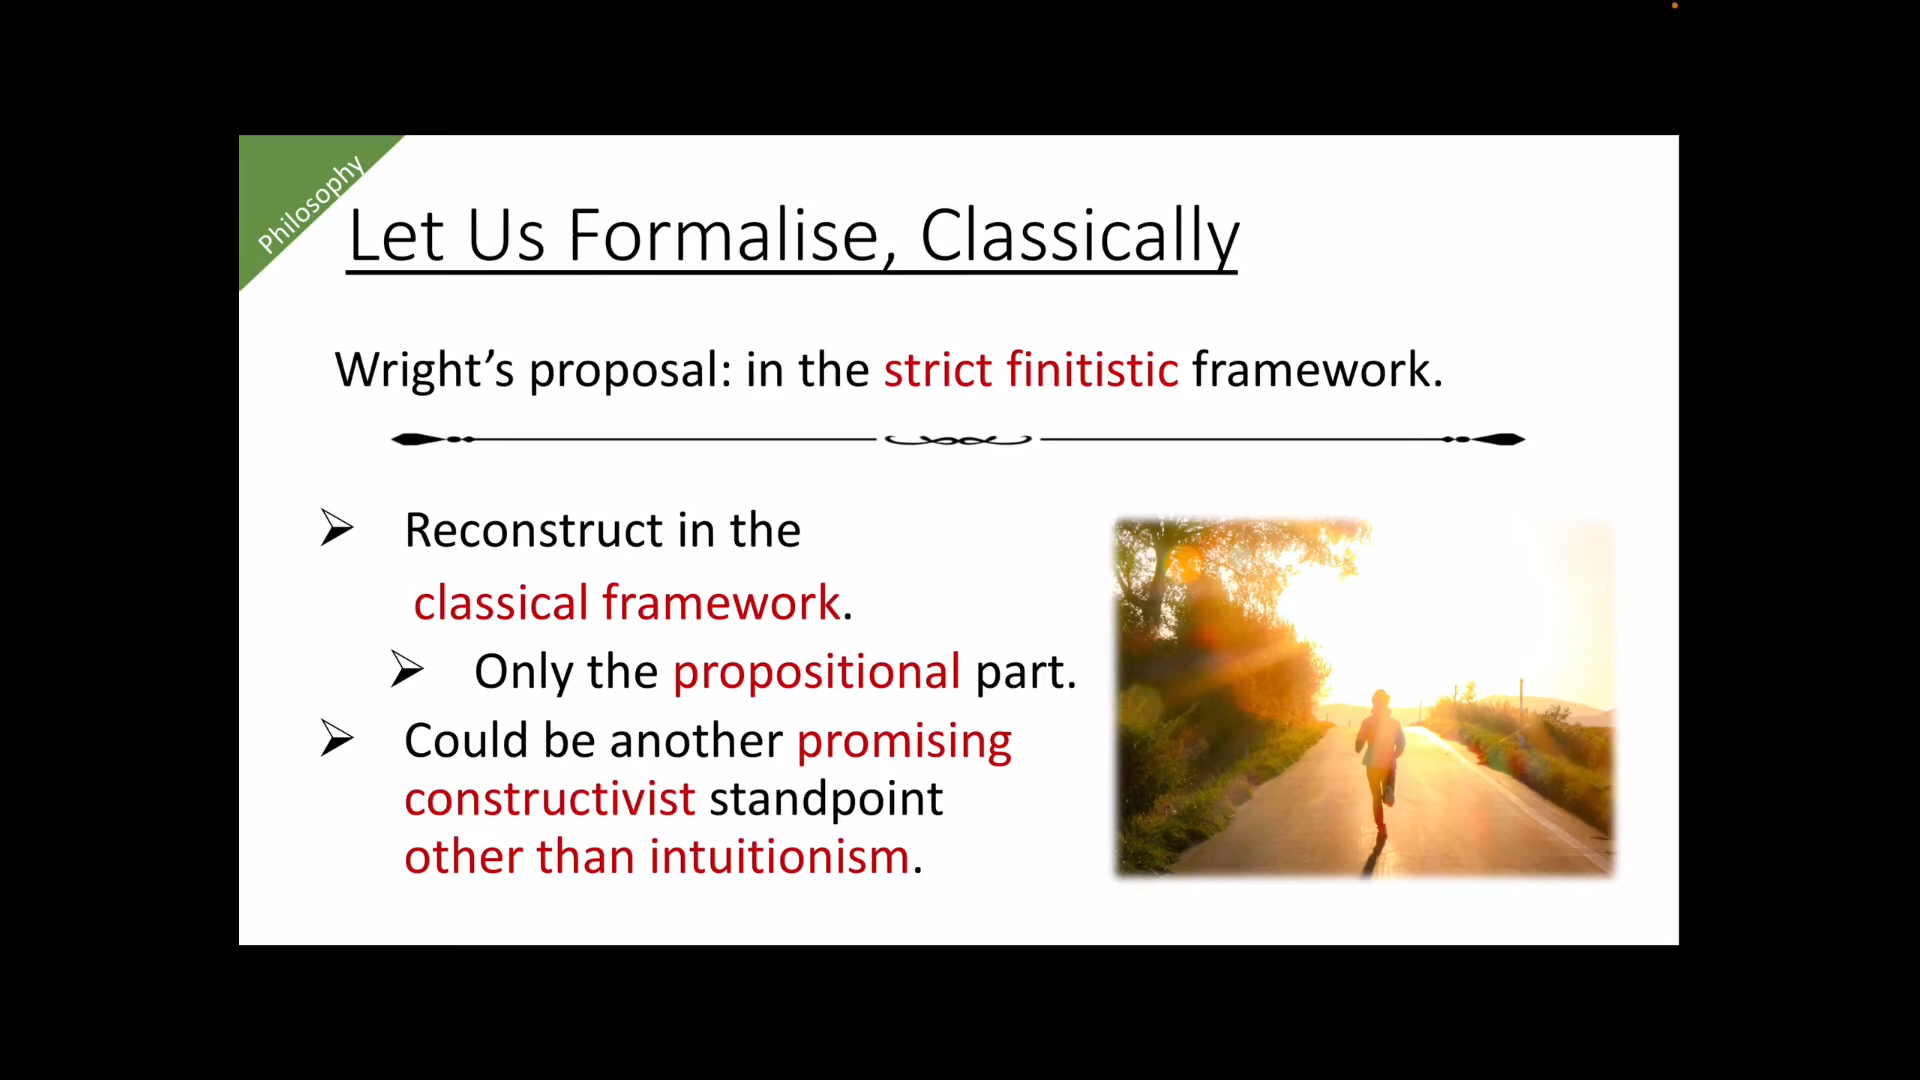 Philosophy
Let Us Formalise, Classically
Wright’s proposal: in the strict finitistic framework.
Reconstruct in the
classical framework.
Only the propositional part.
Could be another promising
constructivist standpoint
other than intuitionism.